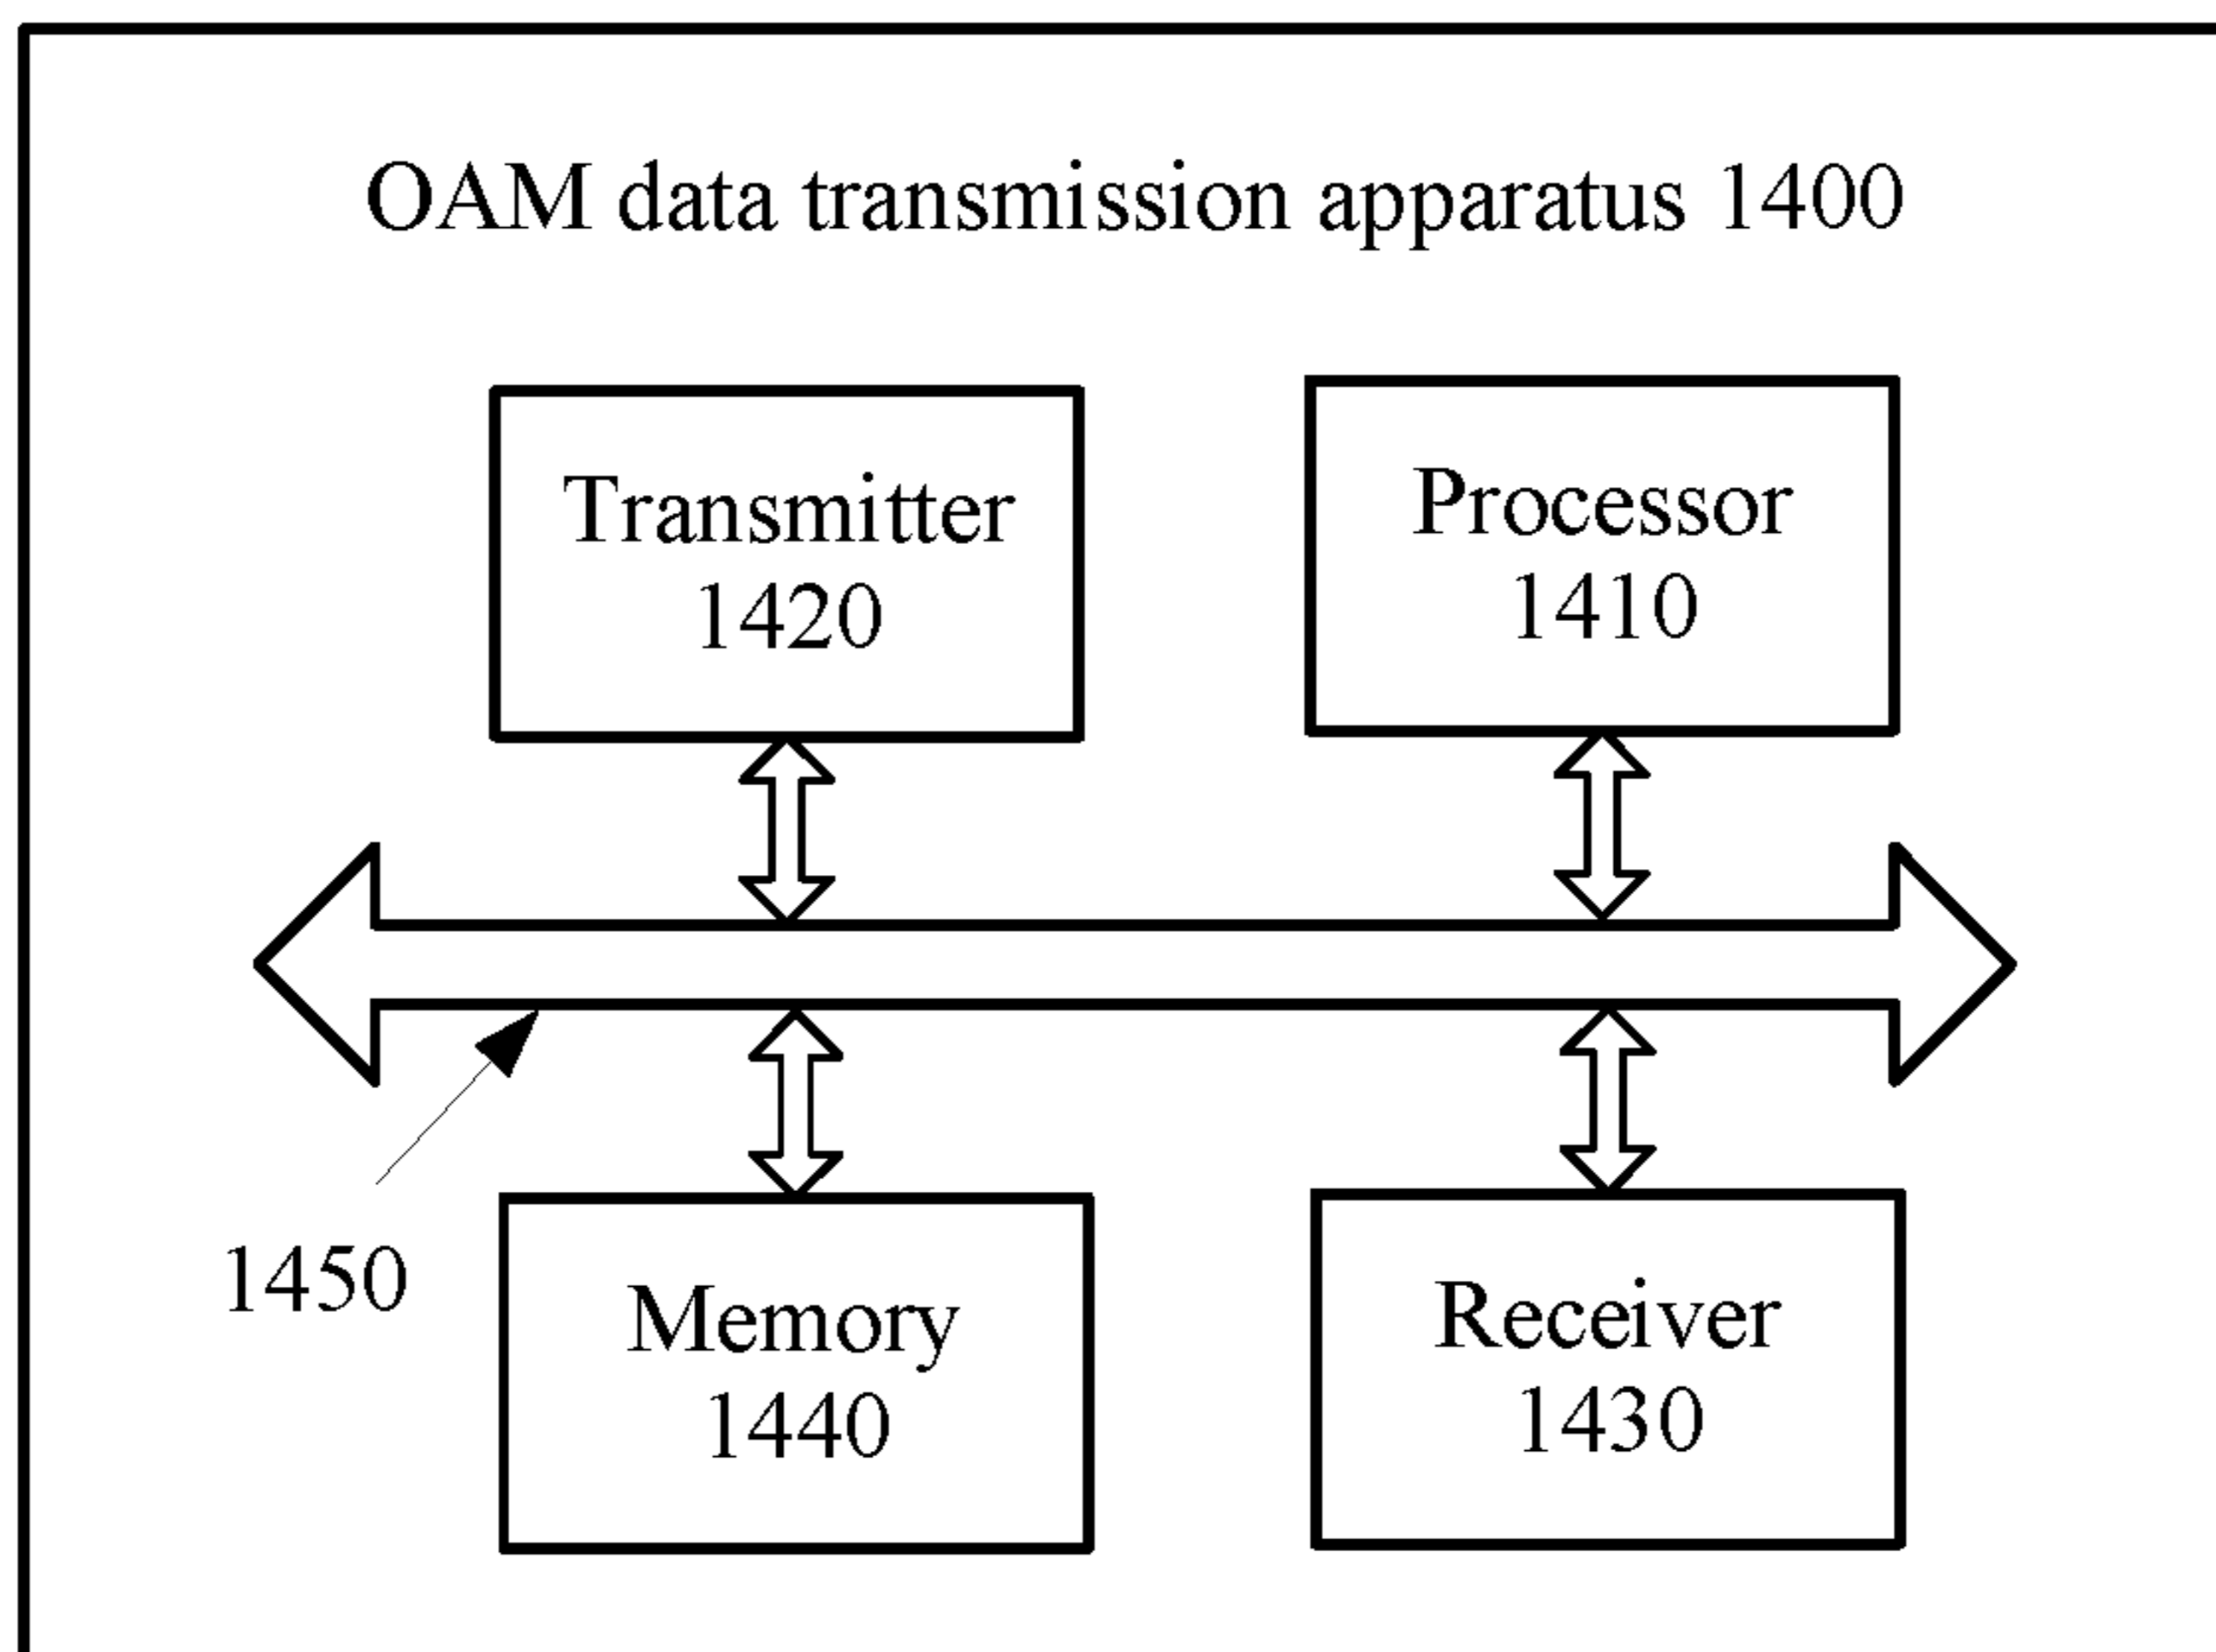 OAM data transmission apparatus 1400
Transmitter
1420
Processor
1410
1450
Memory
1440
Receiver
1430